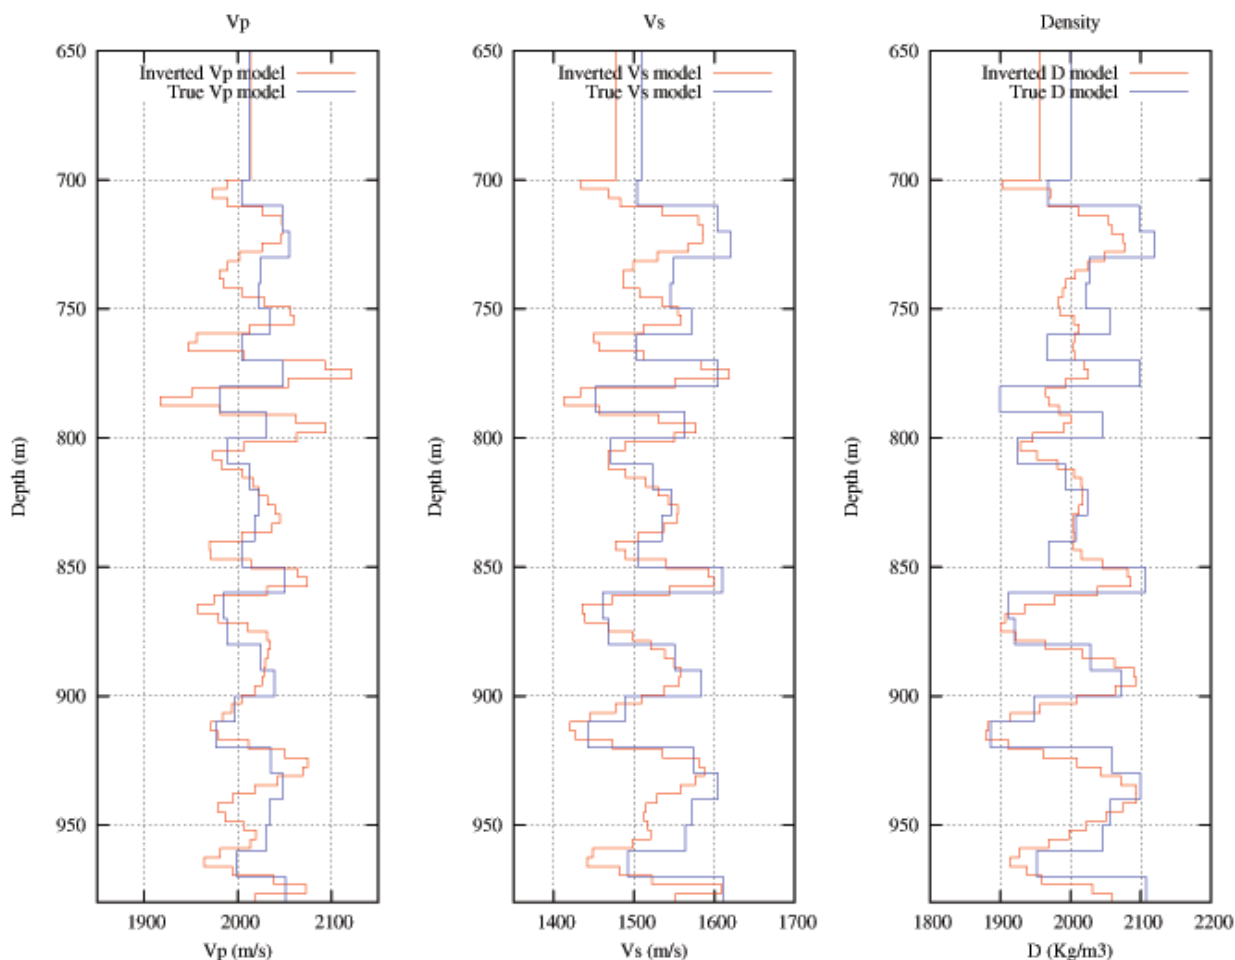 Vp
Vs
Density
650
650
650
Inverted Vp model
True Vp model
Inverted Vs model
True Vs model
Inverted D model
True D model
700
700
700
750
750
750
800
800
800
850
850
850
900
900
900
950
950
950
Depth (m)
Depth (m)
Depth (m)
1900 2000 2100
1400 1500 1600 1700
1800 1900 2000 2100 2200
Vp (m/s)
Vs (m/s)
D (Kg/m3)